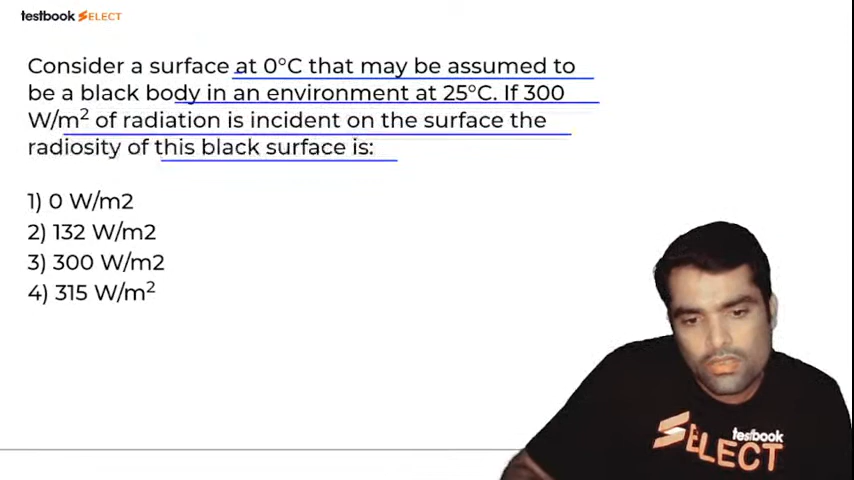 testbook SELECT
Consider a surface at 0°C that may be assumed to
be a black body in an environment at 25°C. If 300
W/m² of radiation is incident on the surface the
radiosity of this black surface is:
1) 0 W/m2
2) 132 W/m2
3) 300 W/m2
4) 315 W/m²
testbook
SELECT